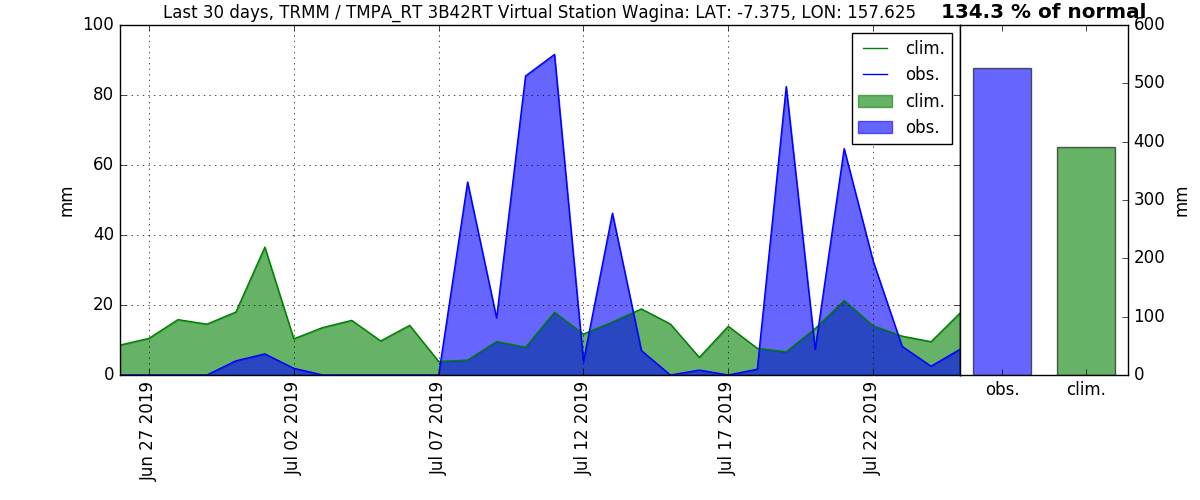 Last 30 days, TRMM / TMPA_RT 3B42RT Virtual Station Wagina: LAT: -7.375, LON: 157.625
134.3 % of normal
100
80
60
40
20
0
mm
clim.
obs.
clim.
obs.
600
500
400
300
200
100
0
mm
Jun 27 2019
Jul 02 2019
Jul 07 2019
Jul 12 2019
Jul 17 2019
Jul 22 2019
obs.
clim.